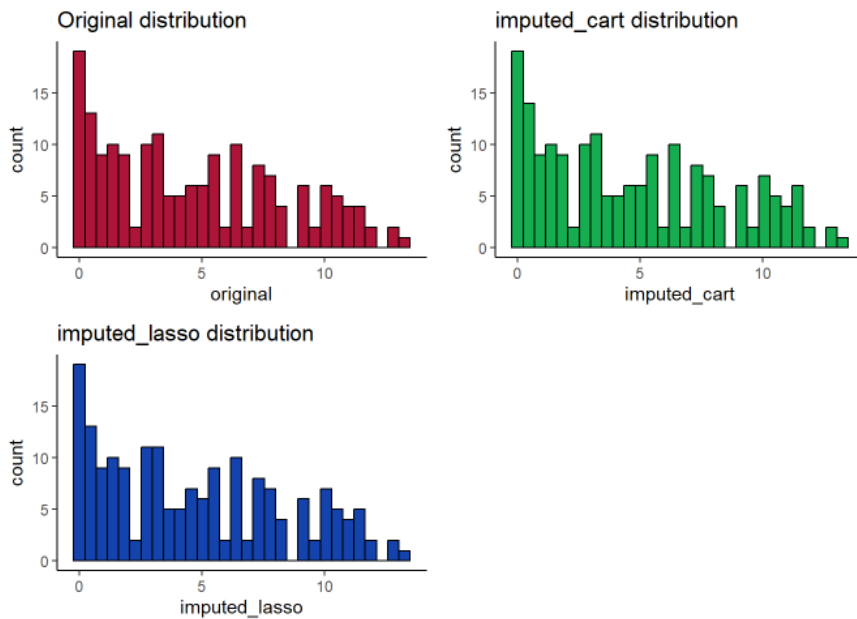 Original distribution
15
10
5
0
count
0 5 10
original
imputed_cart distribution
15
10
5
0
count
0 5 10
imputed_cart
imputed_lasso distribution
15
10
5
0
count
0 5 10
imputed_lasso